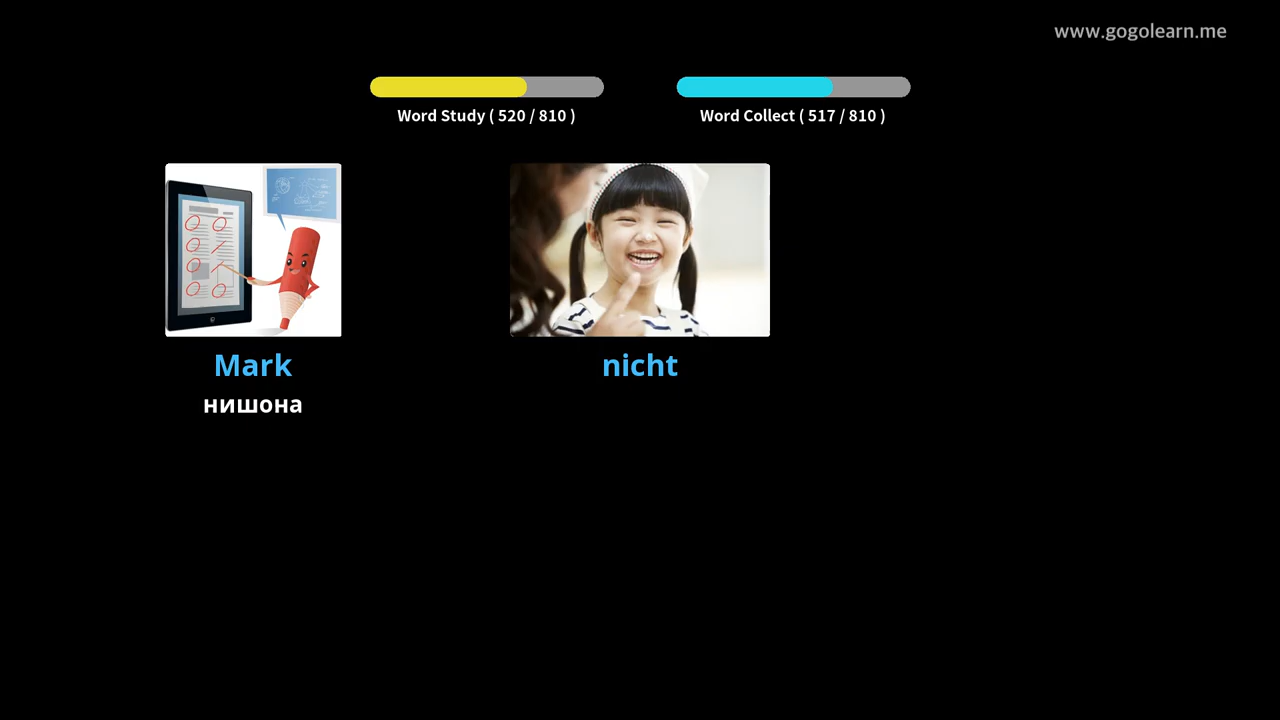 www.gogolearn.me
Word Study ( 520 / 810 )
Word Collect ( 517 / 810 )
Mark
нишона
nicht